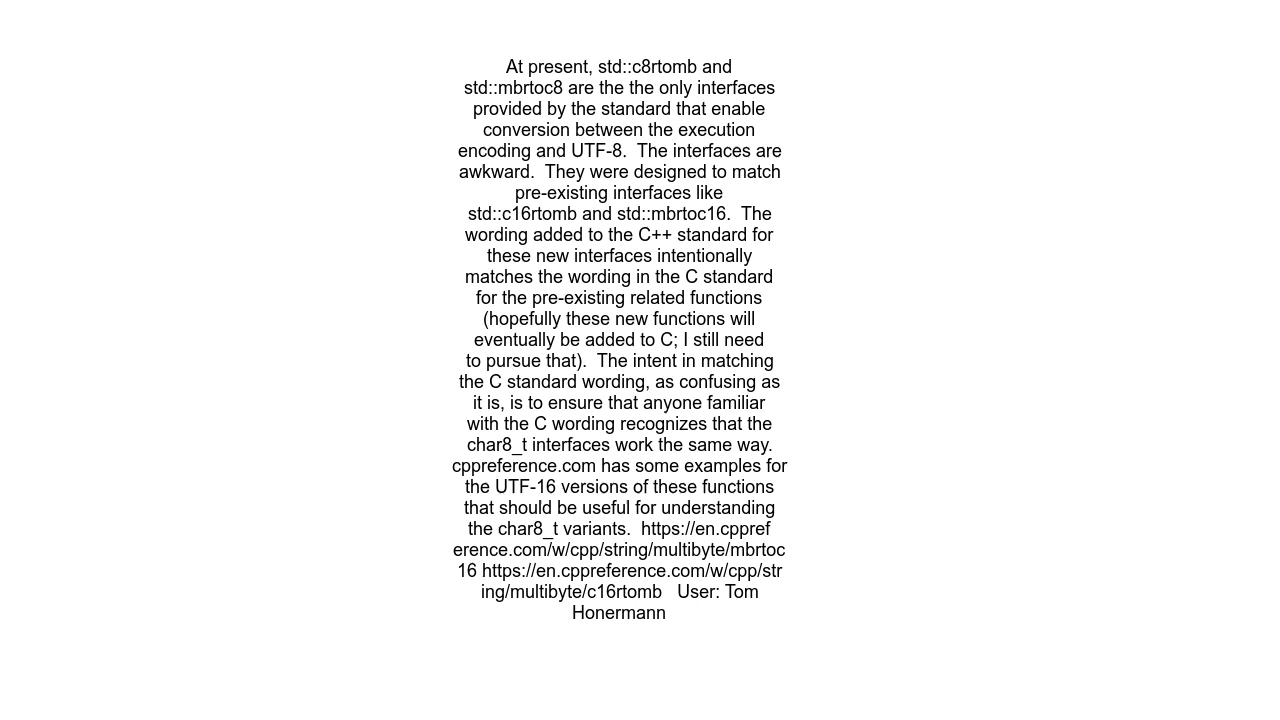 At present, std::c8rtomb and
std::mbrtoc8 are the the only interfaces
provided by the standard that enable
conversion between the execution
encoding and UTF-8.  The interfaces are
awkward.  They were designed to match
pre-existing interfaces like
std::c16rtomb and std::mbrtoc16.  The
wording added to the C++ standard for
these new interfaces intentionally
matches the wording in the C standard
for the pre-existing related functions
(hopefully these new functions will
eventually be added to C; I still need
to pursue that).  The intent in matching
the C standard wording, as confusing as
it is, is to ensure that anyone familiar
with the C wording recognizes that the
char8_t interfaces work the same way.
cppreference.com has some examples for
the UTF-16 versions of these functions
that should be useful for understanding
the char8_t variants.  https://en.cppref
erence.com/w/cpp/string/multibyte/mbrtoc
16 https://en.cppreference.com/w/cpp/str
ing/multibyte/c16rtomb   User: Tom
Honermann